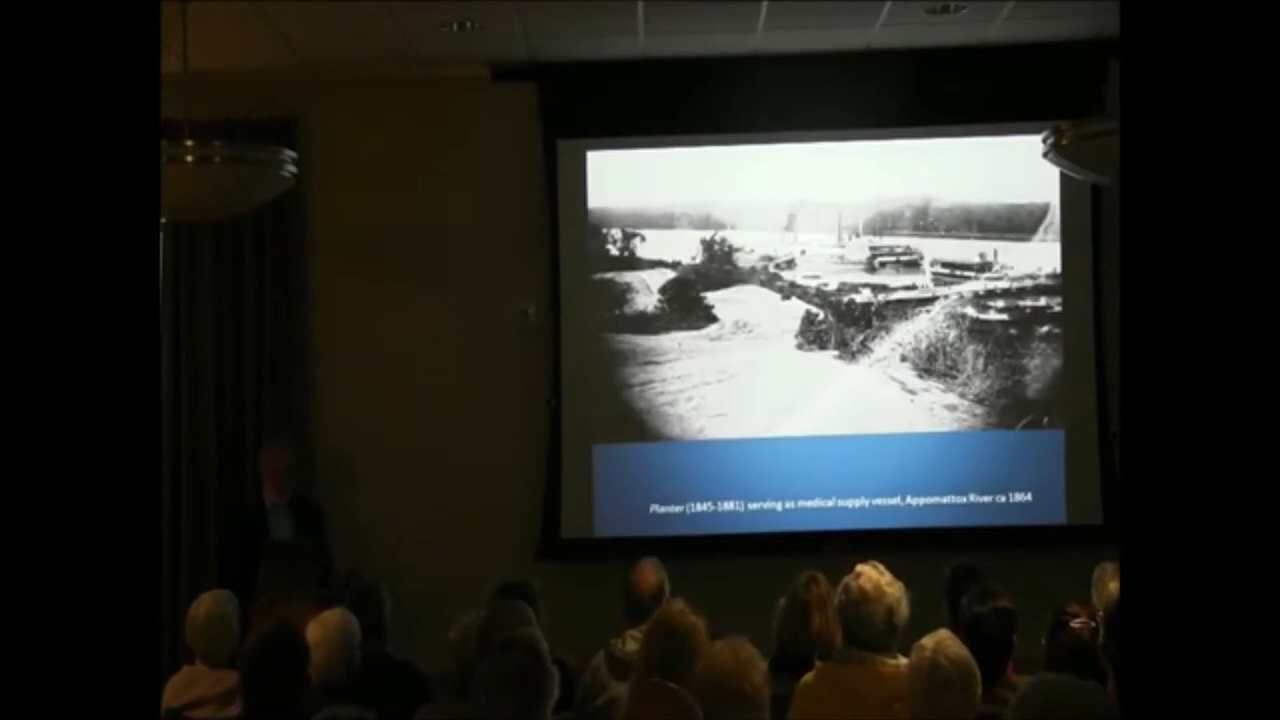 Planter (1845-1881) serving as medical supply vessel, Appomattox River ca 1864